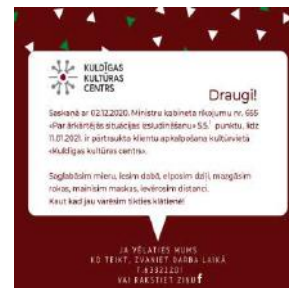 KULDĪGAS
KULTŪRAS
CENTRS
Draugi!
Saskaņā ar 02.12.2020. Ministru kabineta rīkojumu nr. 655
«Par ārkārtējās situācijas izsludināšanu» 5.5. punktu, līdz
11.01.2021. ir pārtraukta klientu apkalpošana kultūrvietā
«Kuldīgas kultūras centrs».
Saglabāsim mieru, iesim dabā, elposim dziļi, mazgāsim
rokas, mainīsim maskas, ievērosim distanci.
Kaut kad jau varēsim tikties klātienē!
JA VĒLATIES MUMS
KO TEIKT, ZVANIET DARBA LAIKĀ
T.63322201
VAI RAKSTIET ZIŅU f